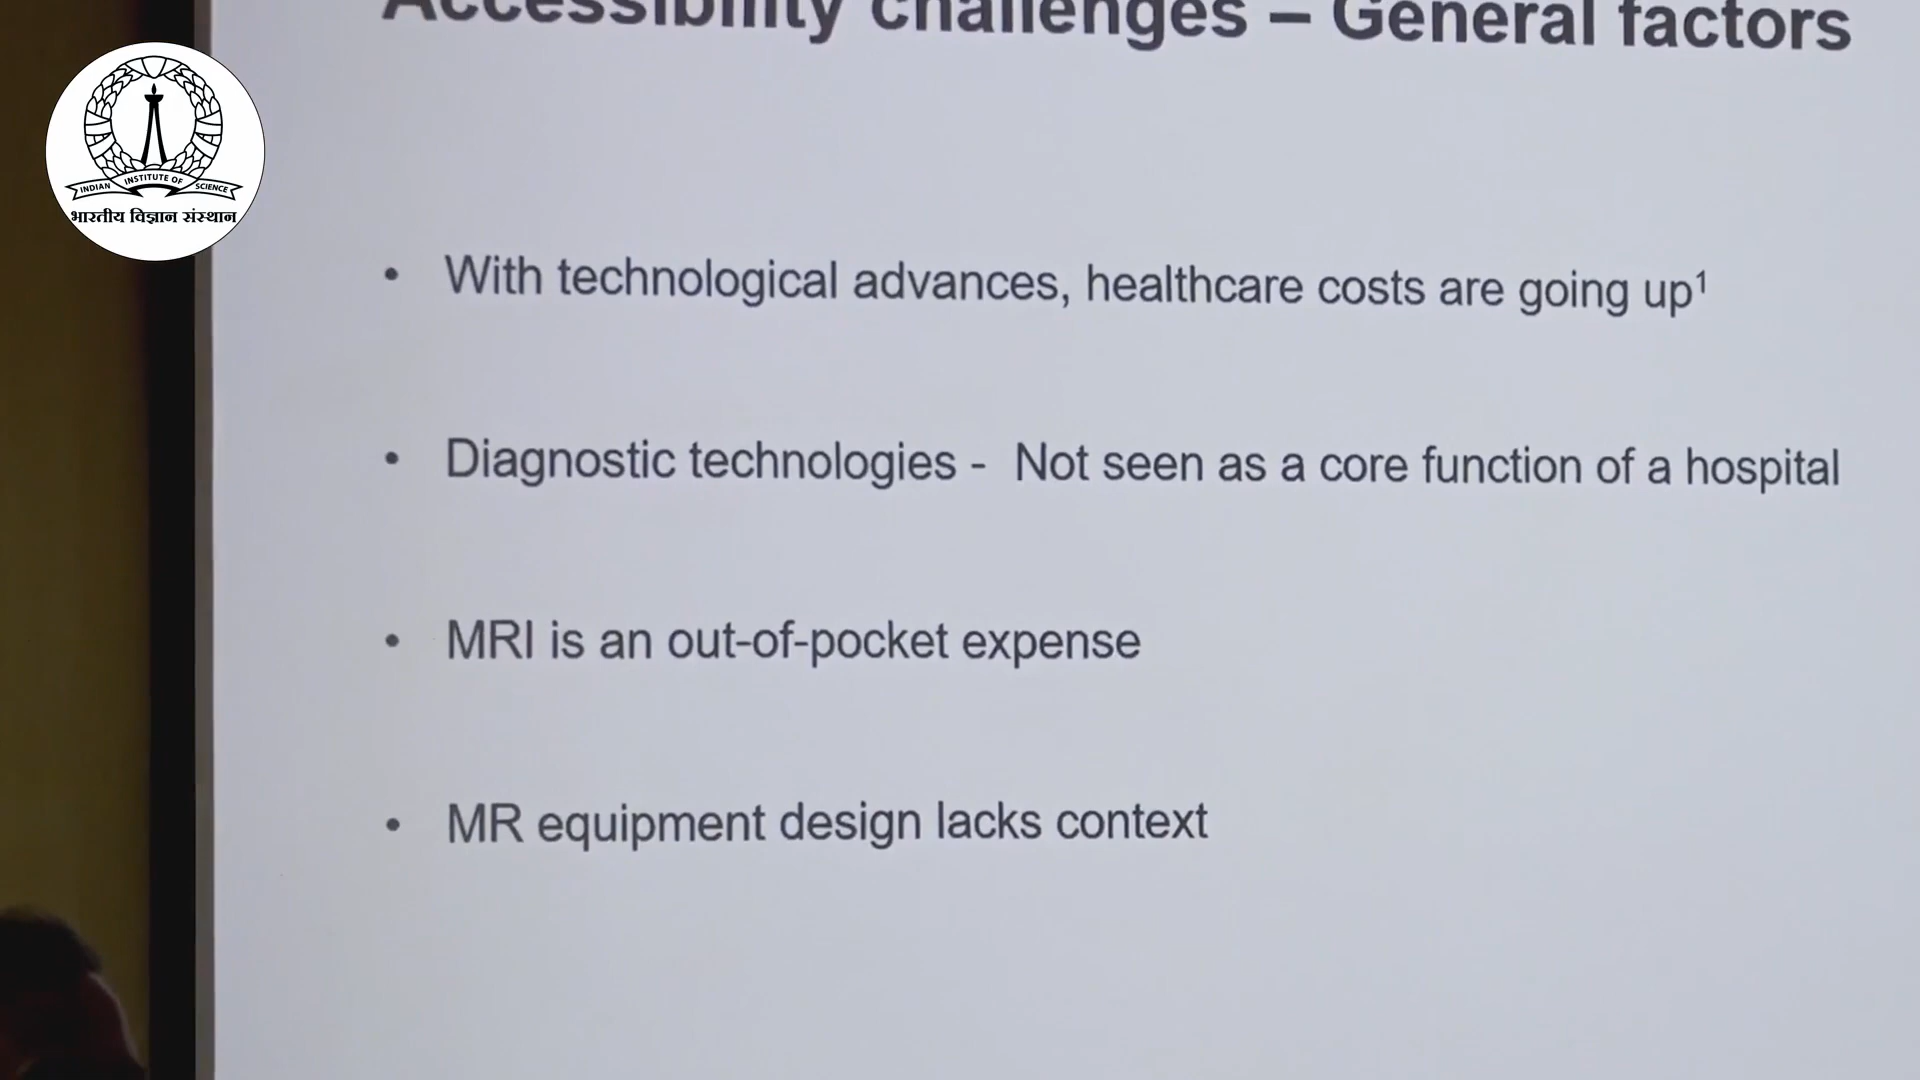 Accessibility challenges – General factors
INDIAN INSTITUTE OF SCIENCE
भारतीय विज्ञान संस्थान
• With technological advances, healthcare costs are going up¹
• Diagnostic technologies - Not seen as a core function of a hospital
• MRI is an out-of-pocket expense
• MR equipment design lacks context